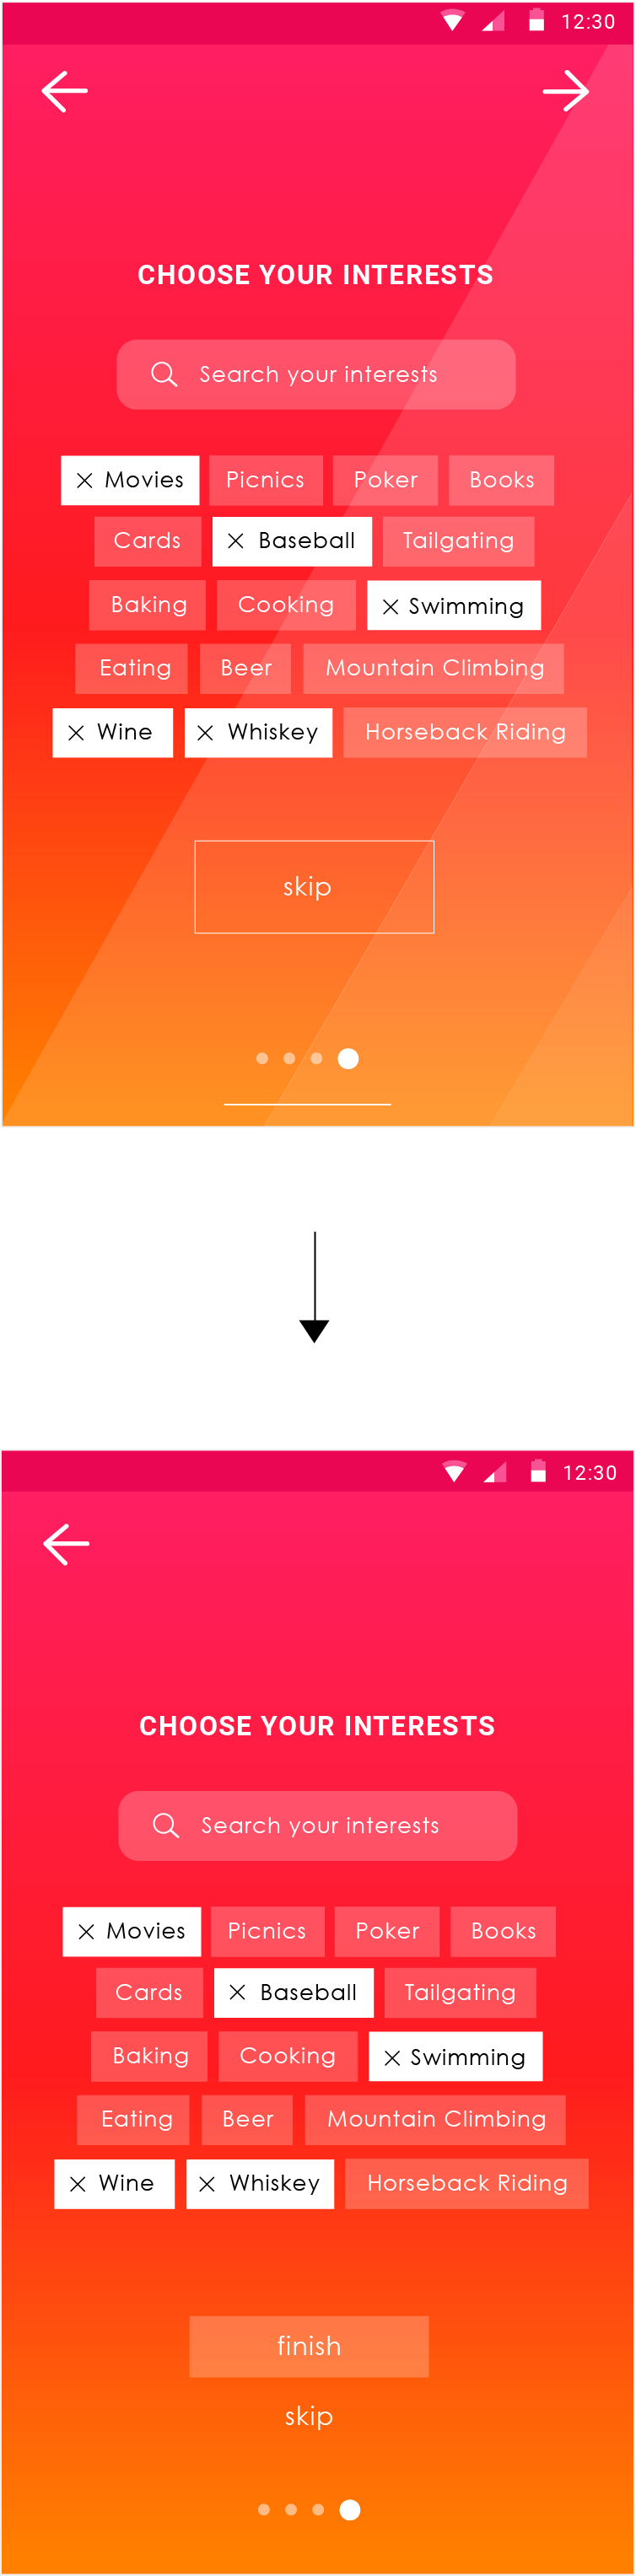 12:30
CHOOSE YOUR INTERESTS
Search your interests
Movies Picnics Poker Books
Cards Baseball Tailgating
Baking Cooking Swimming
Eating Beer Mountain Climbing
Wine Whiskey Horseback Riding
skip
12:30
CHOOSE YOUR INTERESTS
Search your interests
Movies Picnics Poker Books
Cards Baseball Tailgating
Baking Cooking Swimming
Eating Beer Mountain Climbing
Wine Whiskey Horseback Riding
finish
skip